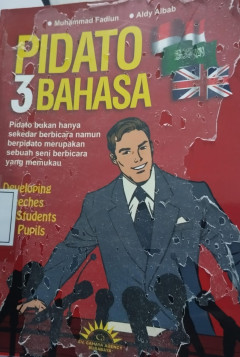 • Muhammad Fadlun • Aldy Albab
PIDATO
3 BAHASA
Pidato bukan hanya
sekedar berbicara namun
berpidato merupakan
sebuah seni berbicara
yang memukau
Developing
Students
Pupils